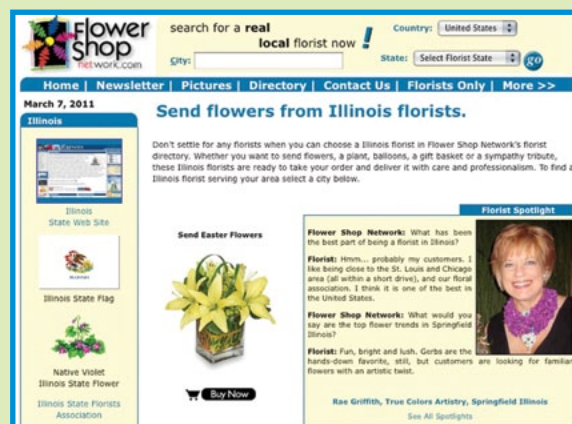 Flower
Shop
network.com
search for a real
local florist now !
City:
Country: United States
State: Select Florist State
go
Home | Newsletter | Pictures | Directory | Contact Us | Florists Only | More >>
March 7, 2011
Illinois
Illinois
State Web Site
Illinois State Flag
Native Violet
Illinois State Flower
Illinois State Florists
Association
Send flowers from Illinois florists.
Don't settle for any florists when you can choose a Illinois florist in Flower Shop Network's florist
directory. Whether you want to send flowers, a plant, balloons, a gift basket or a sympathy tribute,
these Illinois florists are ready to take your order and deliver it with care and professionalism. To find a
Illinois florist serving your area select a city below.
Send Easter Flowers
Buy Now
Florist Spotlight
Flower Shop Network: What has been
the best part of being a florist in Illinois?
Florist: Hmm... probably my customers. I
like being close to the St. Louis and Chicago
area (all within a short drive), and our floral
association. I think it is one of the best in
the United States.
Flower Shop Network: What would you
say are the top flower trends in Springfield
Illinois?
Florist: Fun, bright and lush. Gerbs are the
hands-down favorite, still, but customers are looking for familiar
flowers with an artistic twist.
Rae Griffith, True Colors Artistry, Springfield Illinois
See All Spotlights